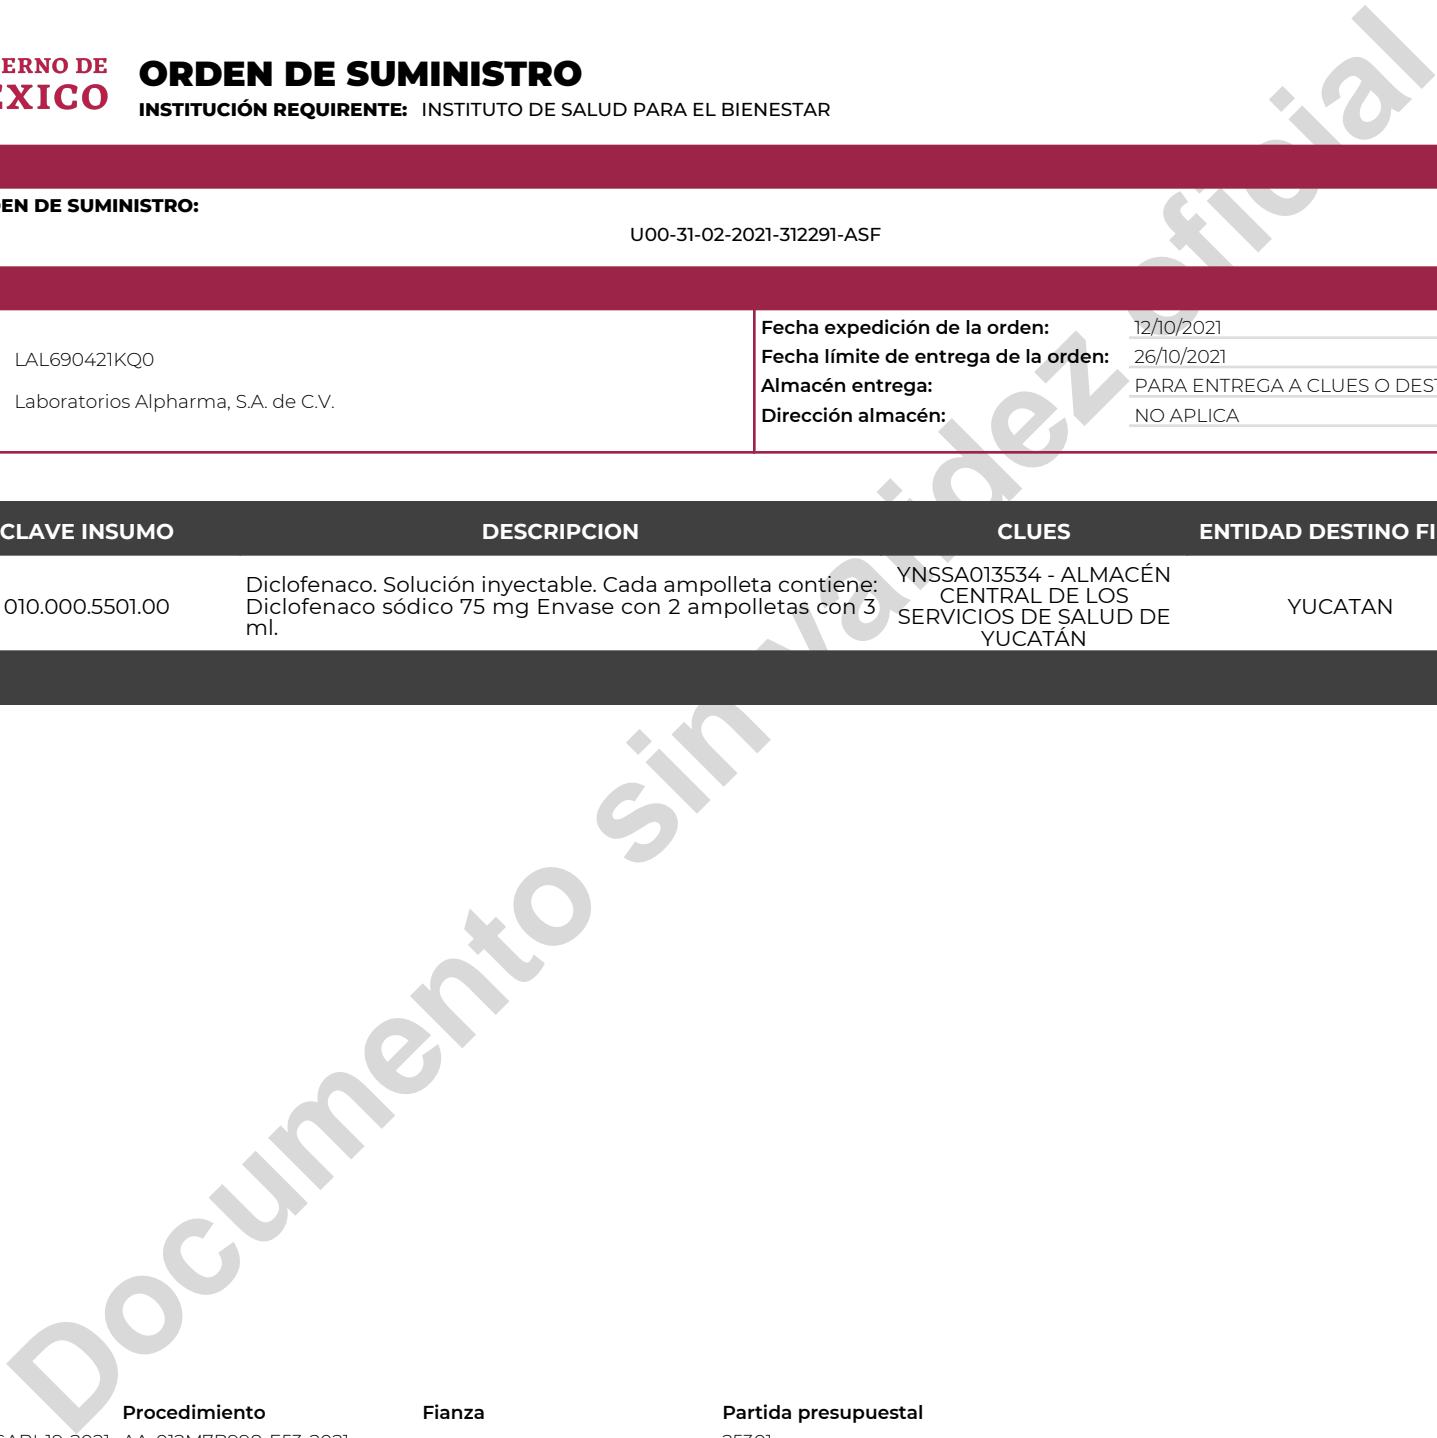 ERNO DE
EXICO
ORDEN DE SUMINISTRO
INSTITUCIÓN REQUIRENTE: INSTITUTO DE SALUD PARA EL BIENESTAR
EN DE SUMINISTRO:
U00-31-02-2021-312291-ASF
LAL690421KQ0
Laboratorios Alpharma, S.A. de C.V.
Fecha expedición de la orden: 12/10/2021
Fecha límite de entrega de la orden: 26/10/2021
Almacén entrega: PARA ENTREGA A CLUES O DEST
Dirección almacén: NO APLICA
CLAVE INSUMO DESCRIPCION CLUES ENTIDAD DESTINO FI
010.000.5501.00
Diclofenaco. Solución inyectable. Cada ampolleta contiene:
Diclofenaco sódico 75 mg Envase con 2 ampolletas con 3
ml.
YNSSA013534 - ALMACÉN
CENTRAL DE LOS
SERVICIOS DE SALUD DE
YUCATÁN
YUCATAN
Documento sin validez oficial
Procedimiento Fianza Partida presupuestal
25301